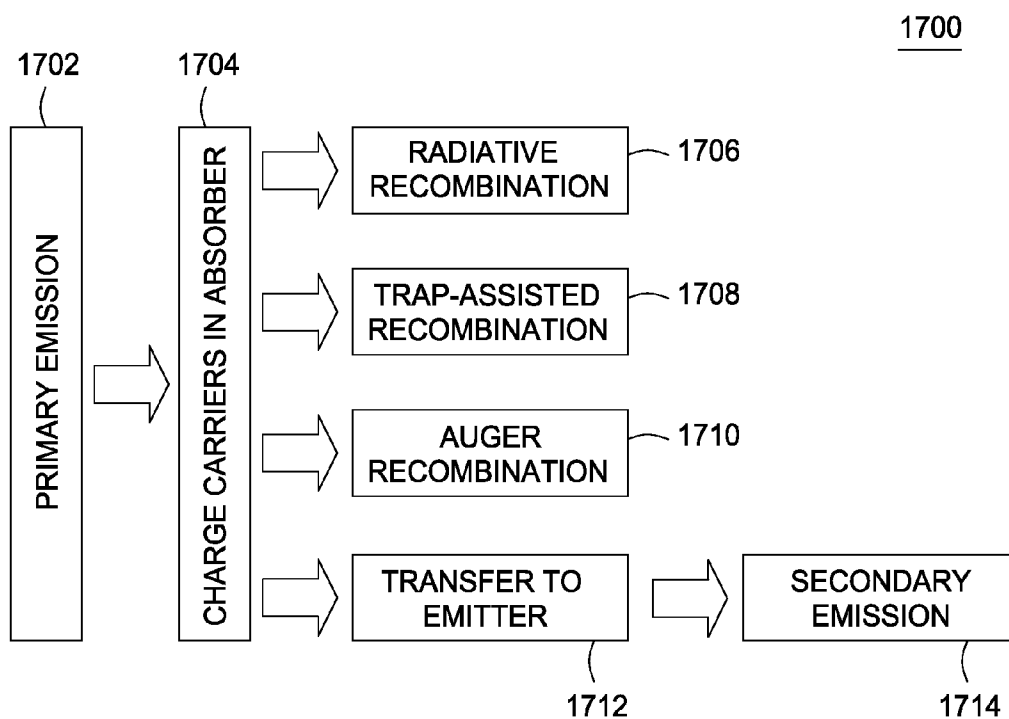 1700
1702
1704
PRIMARY EMISSION
CHARGE CARRIERS IN ABSORBER
RADIATIVE
RECOMBINATION
1706
TRAP-ASSISTED
RECOMBINATION
1708
AUGER
RECOMBINATION
1710
TRANSFER TO
EMITTER
1712
SECONDARY
EMISSION
1714